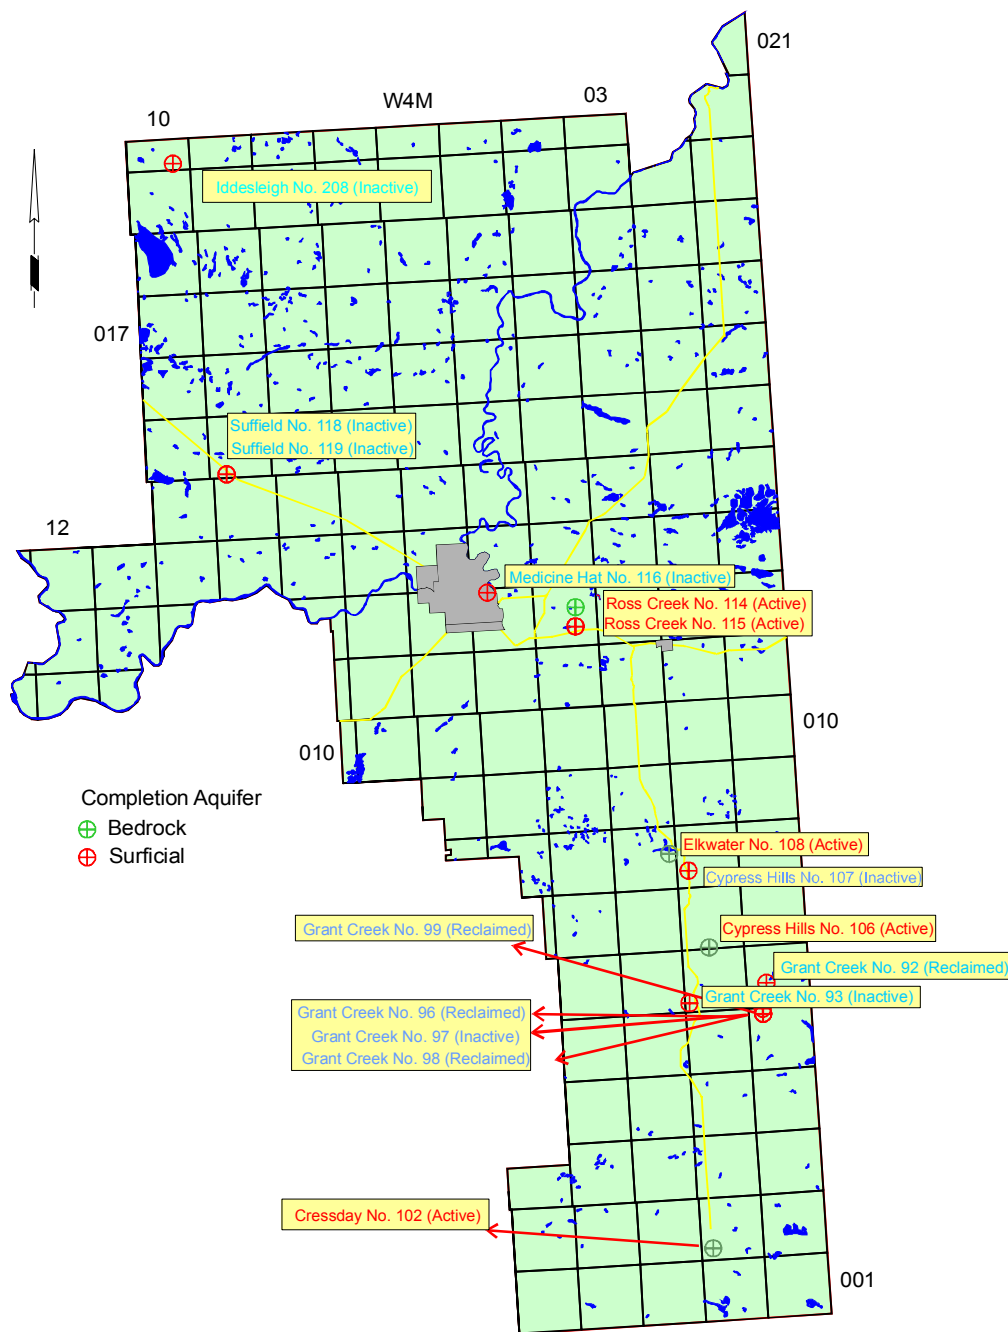 021
W4M
03
10
Iddesleigh No. 208 (Inactive)
017
Suffield No. 118 (Inactive)
Suffield No. 119 (Inactive)
12
Medicine Hat No. 116 (Inactive)
Ross Creek No. 114 (Active)
Ross Creek No. 115 (Active)
010
010
Completion Aquifer
Bedrock
Surficial
Elkwater No. 108 (Active)
Cypress Hills No. 107 (Inactive)
Grant Creek No. 99 (Reclaimed)
Cypress Hills No. 106 (Active)
Grant Creek No. 92 (Reclaimed)
Grant Creek No. 93 (Inactive)
Grant Creek No. 96 (Reclaimed)
Grant Creek No. 97 (Inactive)
Grant Creek No. 98 (Reclaimed)
Cressday No. 102 (Active)
001